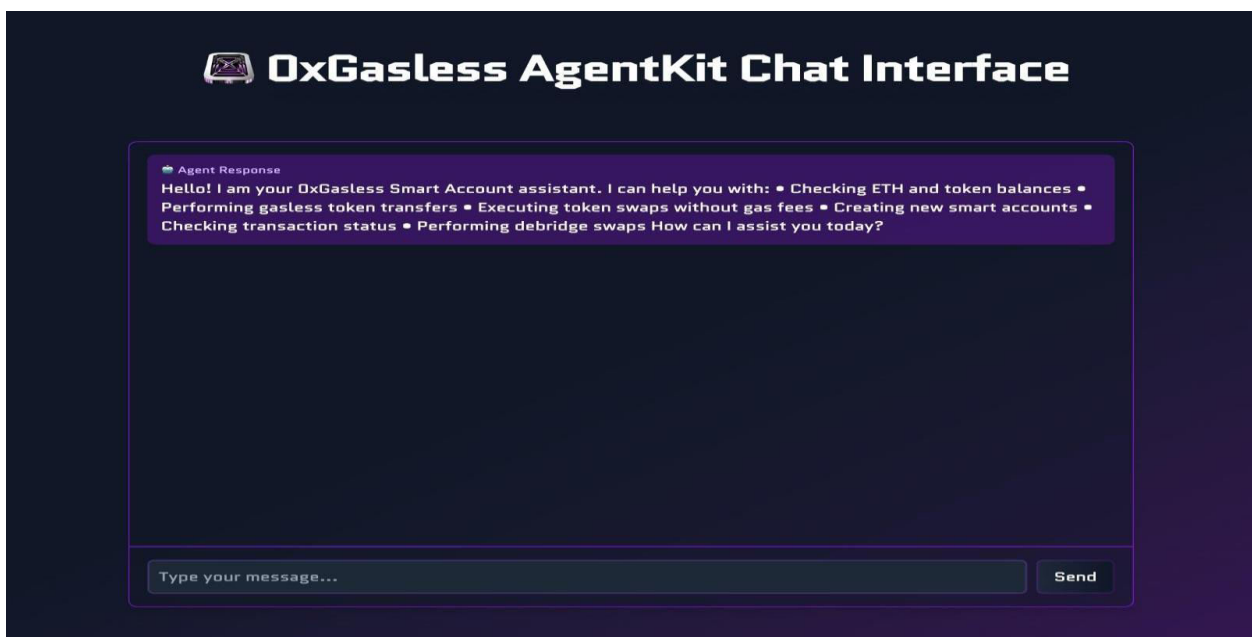 0xGasless AgentKit Chat Interface
Agent Response
Hello! I am your 0xGasless Smart Account assistant. I can help you with: • Checking ETH and token balances •
Performing gasless token transfers • Executing token swaps without gas fees • Creating new smart accounts •
Checking transaction status • Performing debridge swaps How can I assist you today?
Type your message...
Send